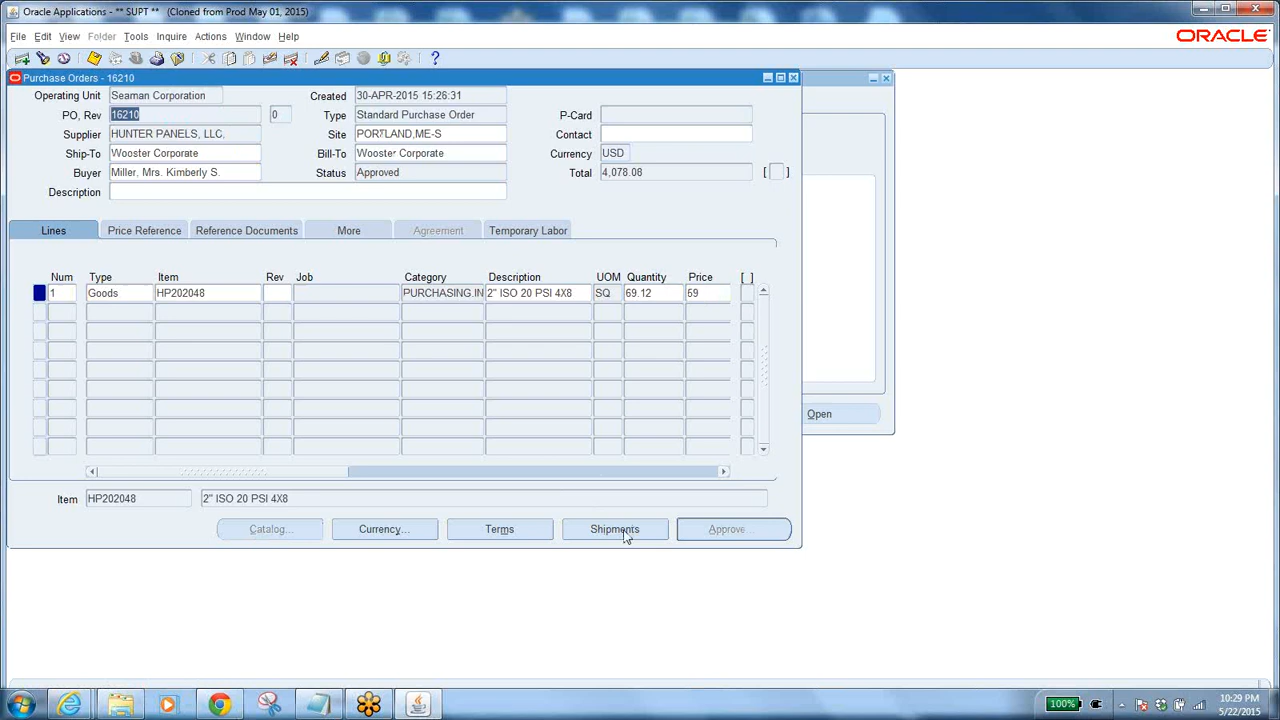 Oracle Applications - ** SUPT ** (Cloned from Prod May 01, 2015)
File Edit View Folder Tools Inquire Actions Window Help
ORACLE
Purchase Orders - 16210
Operating Unit Seaman Corporation Created 30-APR-2015 15:26:31
PO, Rev 16210 0 Type Standard Purchase Order P-Card
Supplier HUNTER PANELS, LLC, Site PORTLAND,ME-S Contact
Ship-To Wooster Corporate Bill-To Wooster Corporate Currency USD
Buyer Miller, Mrs. Kimberly S. Status Approved Total 4,078.08 [ ]
Description
Lines Price Reference Reference Documents More Agreement Temporary Labor
Num Type Item Rev Job Category Description UOM Quantity Price [ ]
1 Goods HP202048 PURCHASING.IN 2" ISO 20 PSI 4X8 SQ 69.12 69
Open
Item HP202048 2" ISO 20 PSI 4X8
Catalog... Currency... Terms Shipments Approve...
100% 10:29 PM
5/22/2015